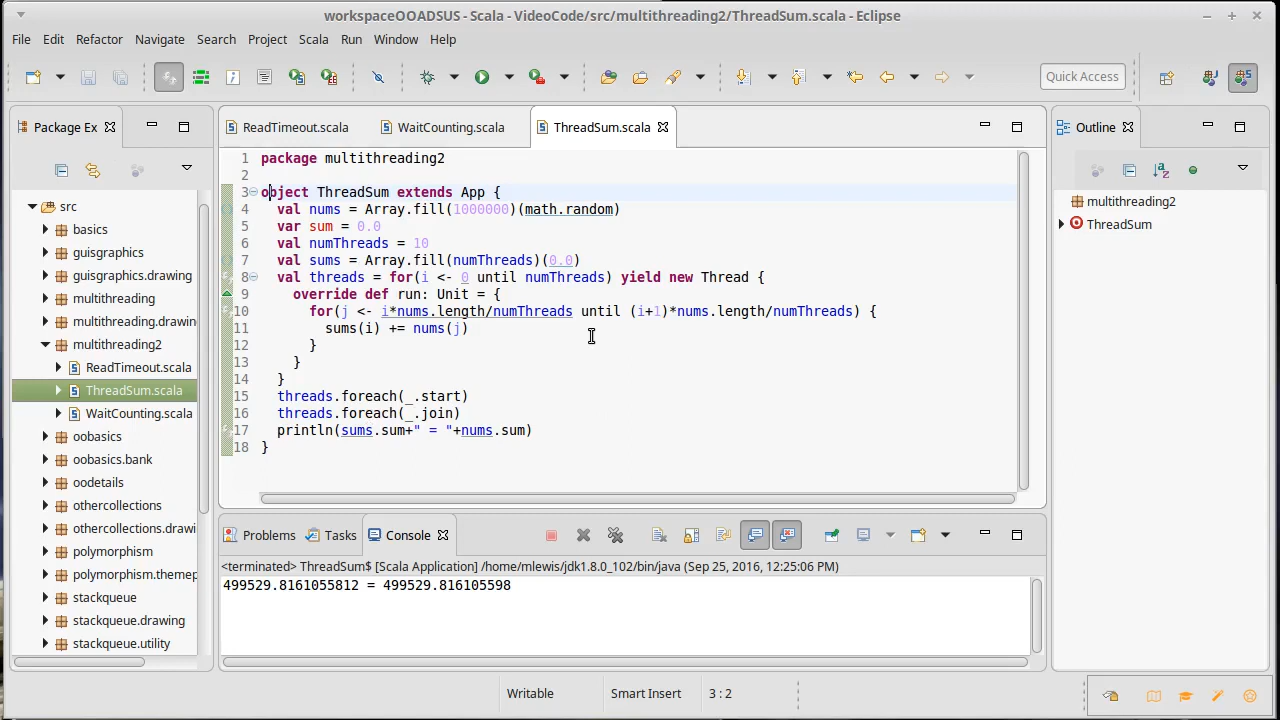 workspaceOOADSUS - Scala - VideoCode/src/multithreading2/ThreadSum.scala - Eclipse
File Edit Refactor Navigate Search Project Scala Run Window Help
Quick Access
Package Ex
src
basics
guisgraphics
guisgraphics.drawing
multithreading
multithreading.drawin
multithreading2
ReadTimeout.scala
ThreadSum.scala
WaitCounting.scala
oobasics
oobasics.bank
oodetails
othercollections
othercollections.drawi
polymorphism
polymorphism.themep
stackqueue
stackqueue.drawing
stackqueue.utility
ReadTimeout.scala WaitCounting.scala ThreadSum.scala
1 package multithreading2
2
3 object ThreadSum extends App {
4 val nums = Array.fill(1000000)(math.random)
5 var sum = 0.0
6 val numThreads = 10
7 val sums = Array.fill(numThreads)(0.0)
8 val threads = for(i <- 0 until numThreads) yield new Thread {
9 override def run: Unit = {
10 for(j <- i*nums.length/numThreads until (i+1)*nums.length/numThreads) {
11 sums(i) += nums(j)
12 }
13 }
14 }
15 threads.foreach(_.start)
16 threads.foreach(_.join)
17 println(sums.sum+" = "+nums.sum)
18 }
Outline
multithreading2
ThreadSum
Problems Tasks Console
<terminated> ThreadSum$ [Scala Application] /home/mlewis/jdk1.8.0_102/bin/java (Sep 25, 2016, 12:25:06 PM)
499529.8161055812 = 499529.816105598
Writable Smart Insert 3 : 2